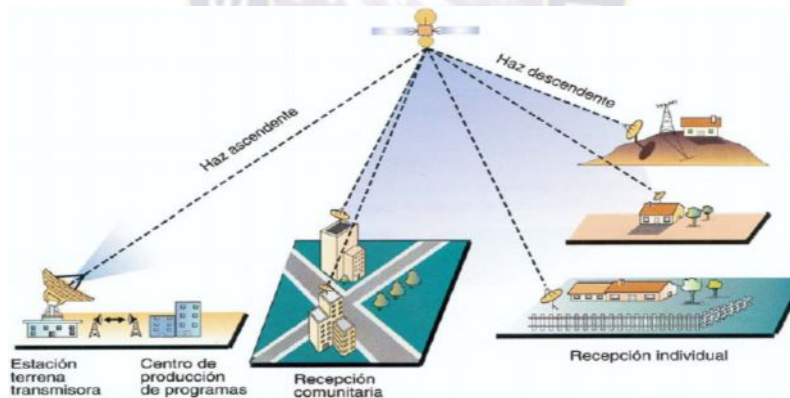 Haz ascendente
Haz descendente
Estación
terrena
transmisora
Centro de
producción
de programas
Recepción
comunitaria
Recepción individual